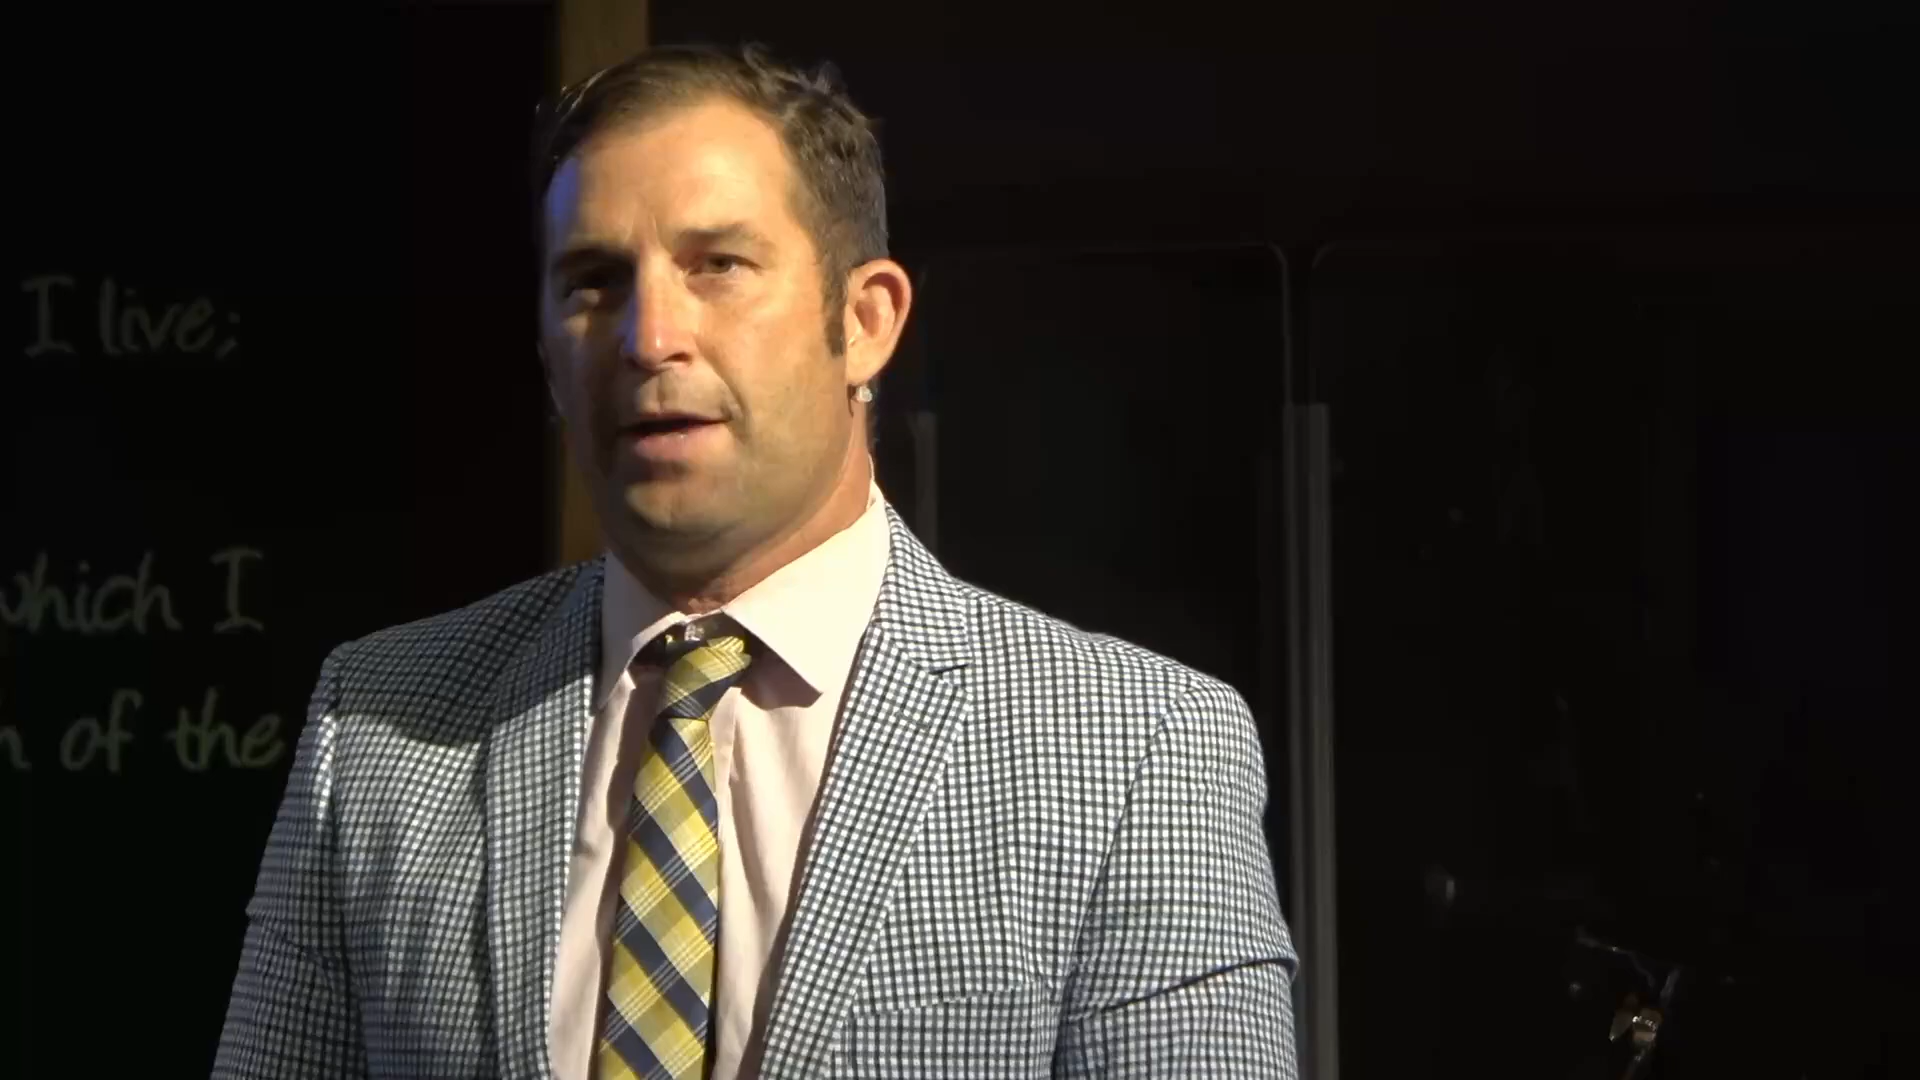 I live;
which I
of the